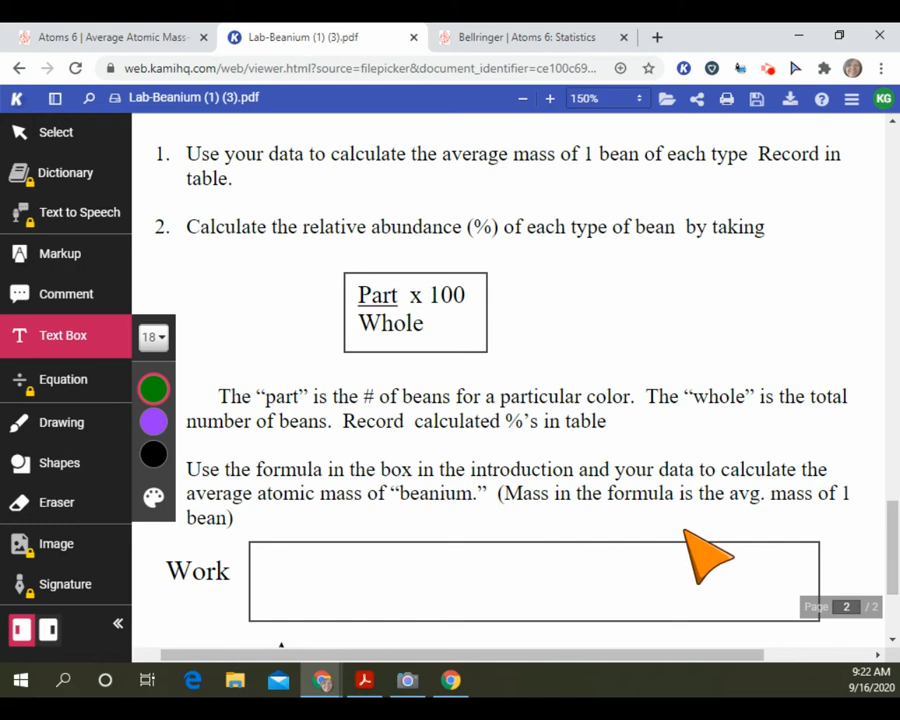 Atoms 6 | Average Atomic Mass
Lab-Beanium (1) (3).pdf
Bellringer | Atoms 6: Statistics
web.kamihq.com/web/viewer.html?source=filepicker&document_identifier=ce100c69...
K
Lab-Beanium (1) (3).pdf
150%
KG
Select
Dictionary
Text to Speech
Markup
Comment
Text Box
18
Equation
Drawing
Shapes
Eraser
Image
Signature
1. Use your data to calculate the average mass of 1 bean of each type Record in
table.
2. Calculate the relative abundance (%) of each type of bean by taking
Part x 100
Whole
The “part” is the # of beans for a particular color. The “whole” is the total
number of beans. Record calculated %’s in table
Use the formula in the box in the introduction and your data to calculate the
average atomic mass of “beanium.” (Mass in the formula is the avg. mass of 1
bean)
Work
Page 2 / 2
9:22 AM
9/16/2020